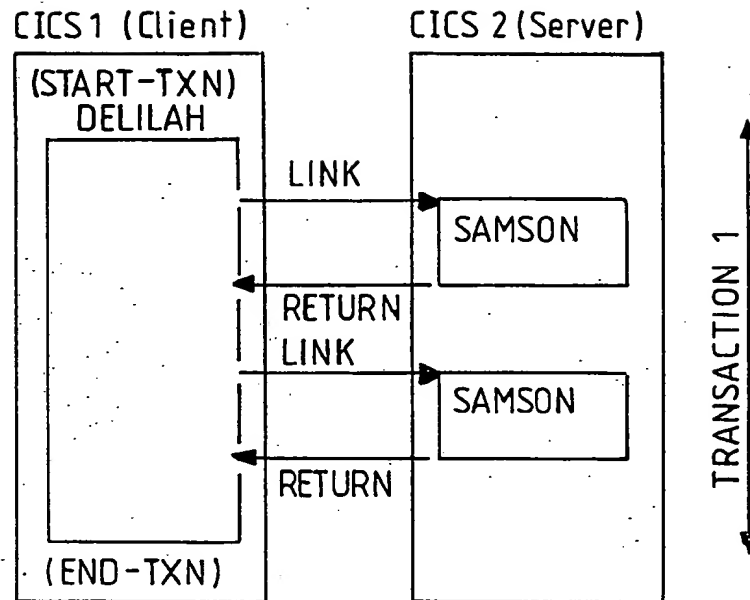 CICS 1 (Client)
CICS 2 (Server)
(START-TXN)
DELILAH
LINK
SAMSON
RETURN
LINK
SAMSON
RETURN
(END-TXN)
TRANSACTION 1